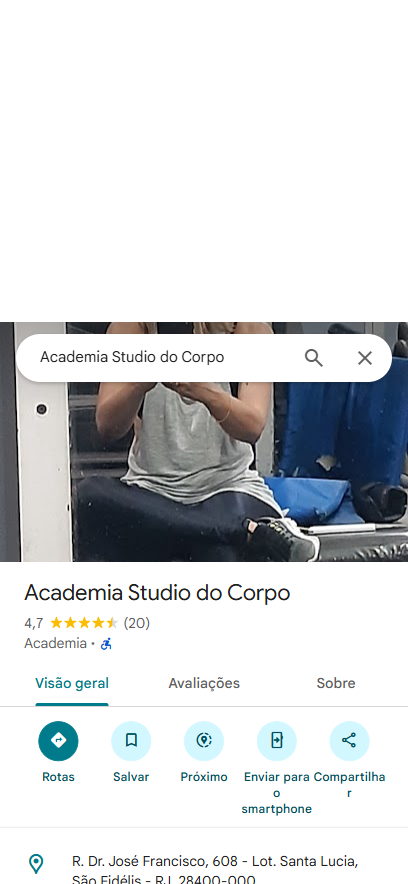 Academia Studio do Corpo
Academia Studio do Corpo
4,7 (20)
Academia ·
Visão geral Avaliações Sobre
Rotas Salvar Próximo Enviar para o smartphone Compartilhar
R. Dr. José Francisco, 608 - Lot. Santa Lucia,
São Fidélis - RJ, 28400-000